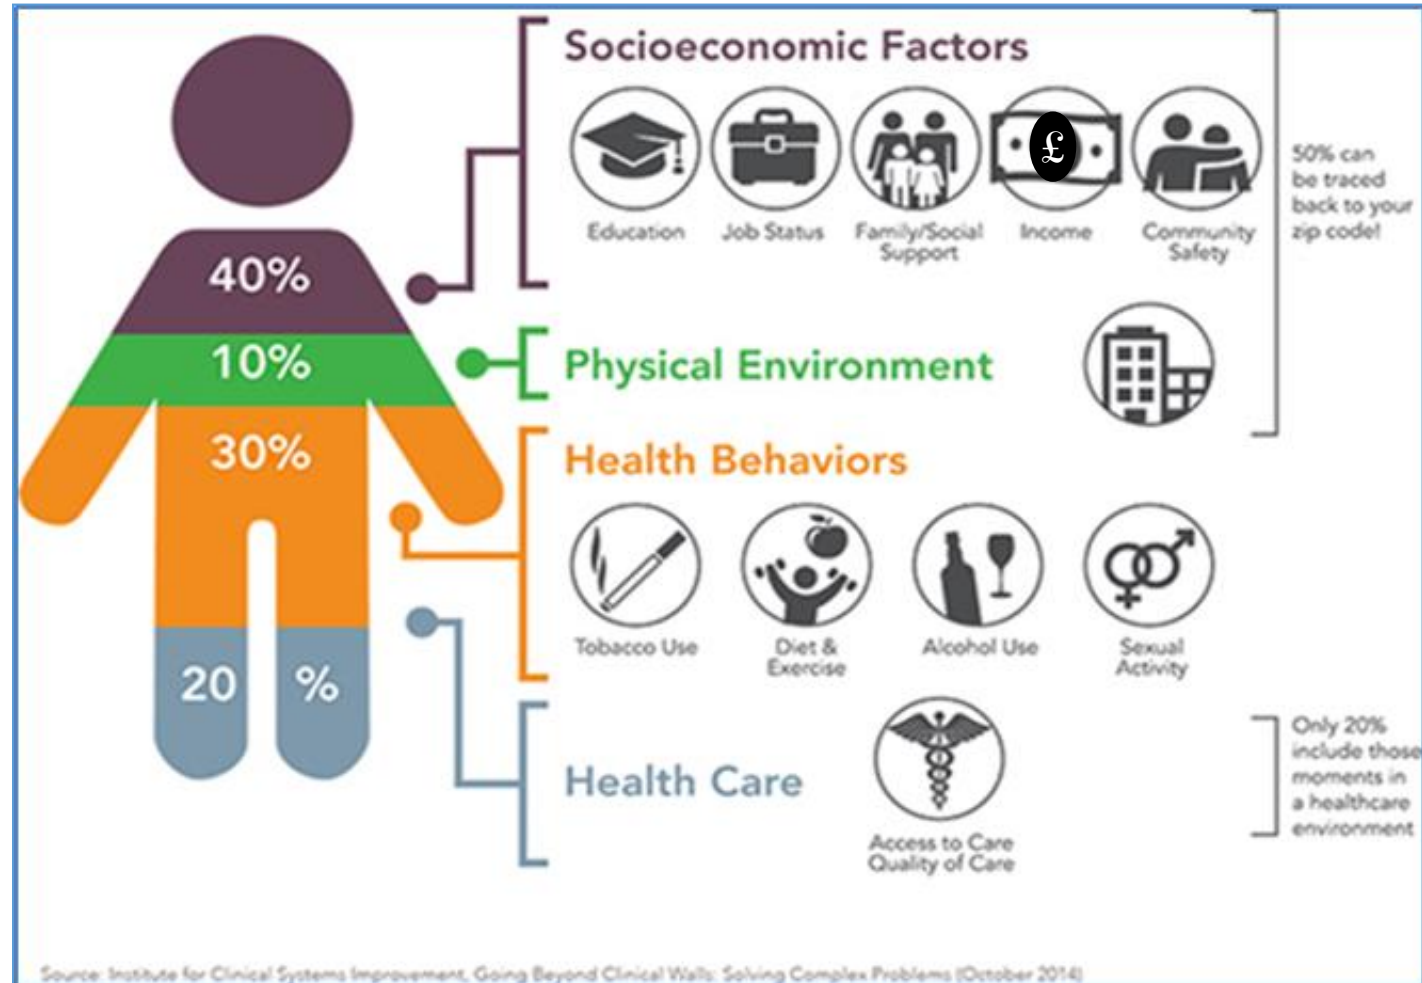 Socioeconomic Factors
£
Education
Job Status
Family/Social
Support
Income
Community
Safety
50% can
be traced
back to your
zip code!
40%
10%
Physical Environment
30%
Health Behaviors
Tobacco Use
Diet &
Exercise
Alcohol Use
Sexual
Activity
20 %
Health Care
Access to Care
Quality of Care
Only 20%
include those
moments in
a healthcare
environment
Source: Institute for Clinical Systems Improvement, Going Beyond Clinical Walls: Solving Complex Problems (October 2014)